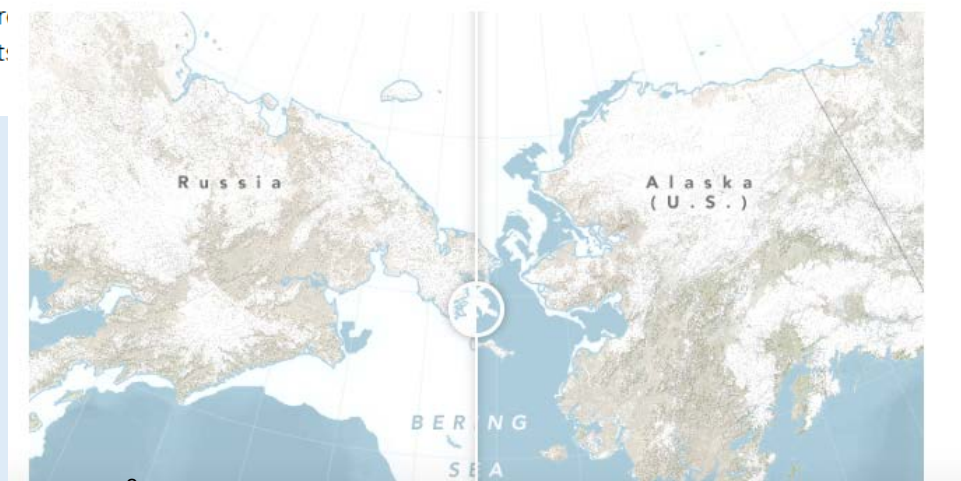 Russia
Alaska
(U.S.)
BERING
SEA